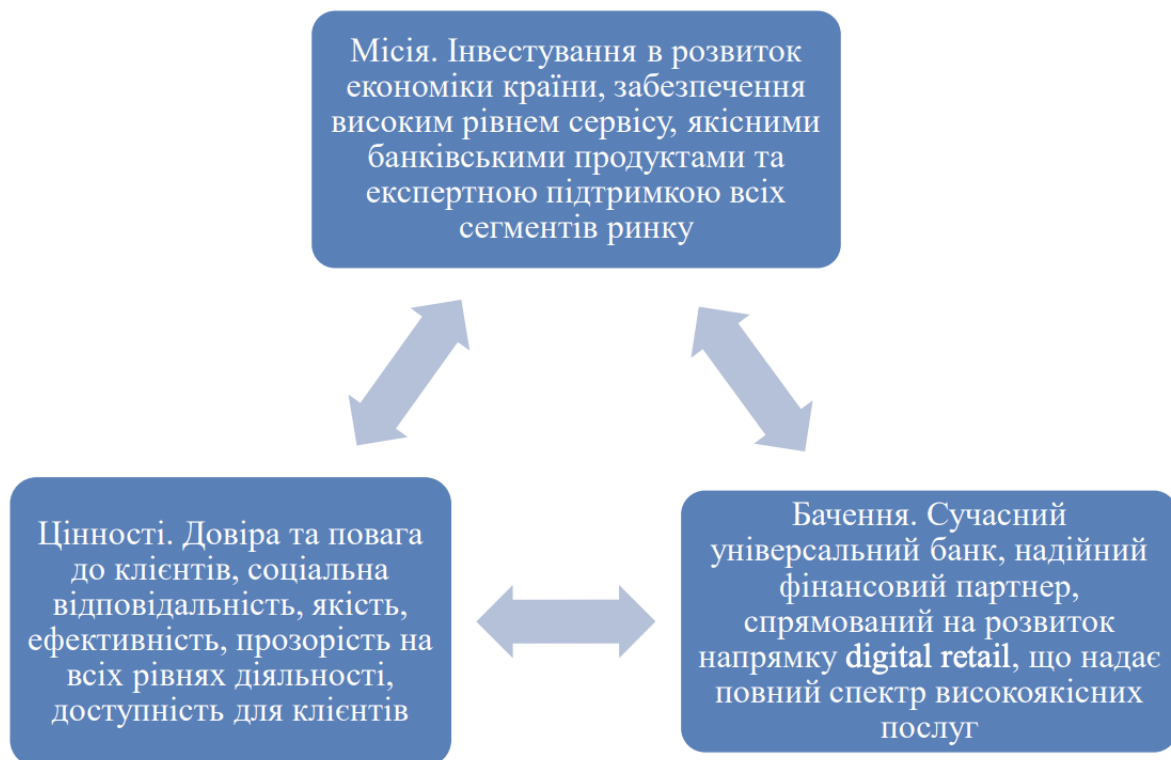 Місія. Інвестування в розвиток
економіки країни, забезпечення
високим рівнем сервісу, якісними
банківськими продуктами та
експертною підтримкою всіх
сегментів ринку
Цінності. Довіра та повага
до клієнтів, соціальна
відповідальність, якість,
ефективність, прозорість на
всіх рівнях діяльності,
доступність для клієнтів
Бачення. Сучасний
універсальний банк, надійний
фінансовий партнер,
спрямований на розвиток
напрямку digital retail, що надає
повний спектр високоякісних
послуг